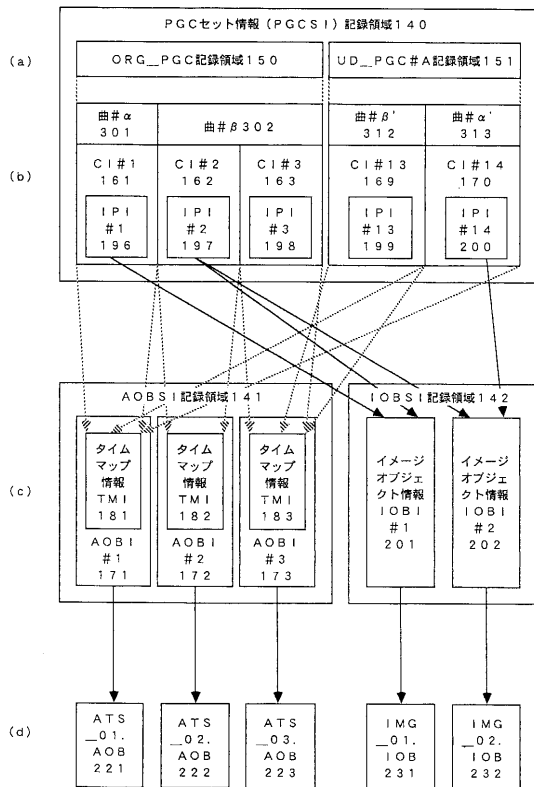 PGCセット情報(PGCSI)記録領域140
(a)
ORG__PGC記録領域150
UD__PGC#A記録領域151
曲#α
301
曲#β302
曲#β'
312
曲#α'
313
(b)
CI#1
161
CI#2
162
CI#3
163
CI#13
169
CI#14
170
IPI
#1
196
IPI
#2
197
IPI
#3
198
IPI
#13
199
IPI
#14
200
AOBSI記録領域141
IOBSI記録領域142
(c)
タイム
マップ
情報
TMI
181
タイム
マップ
情報
TMI
182
タイム
マップ
情報
TMI
183
AOBI
#1
171
AOBI
#2
172
AOBI
#3
173
イメージ
オブジェ
クト情報
IOBI
#1
201
イメージ
オブジェ
クト情報
IOBI
#2
202
(d)
ATS
__01.
AOB
221
ATS
__02.
AOB
222
ATS
__03.
AOB
223
IMG
__01.
IOB
231
IMG
__02.
IOB
232